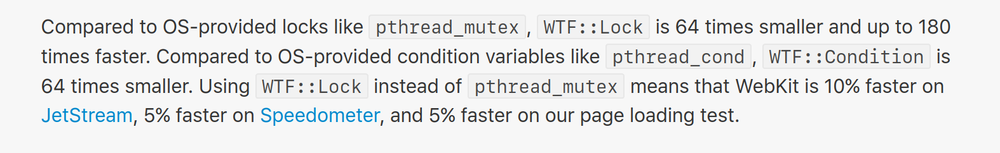 Compared to OS-provided locks like pthread_mutex, WTF::Lock is 64 times smaller and up to 180
times faster. Compared to OS-provided condition variables like pthread_cond, WTF::Condition is
64 times smaller. Using WTF::Lock instead of pthread_mutex means that WebKit is 10% faster on
JetStream, 5% faster on Speedometer, and 5% faster on our page loading test.